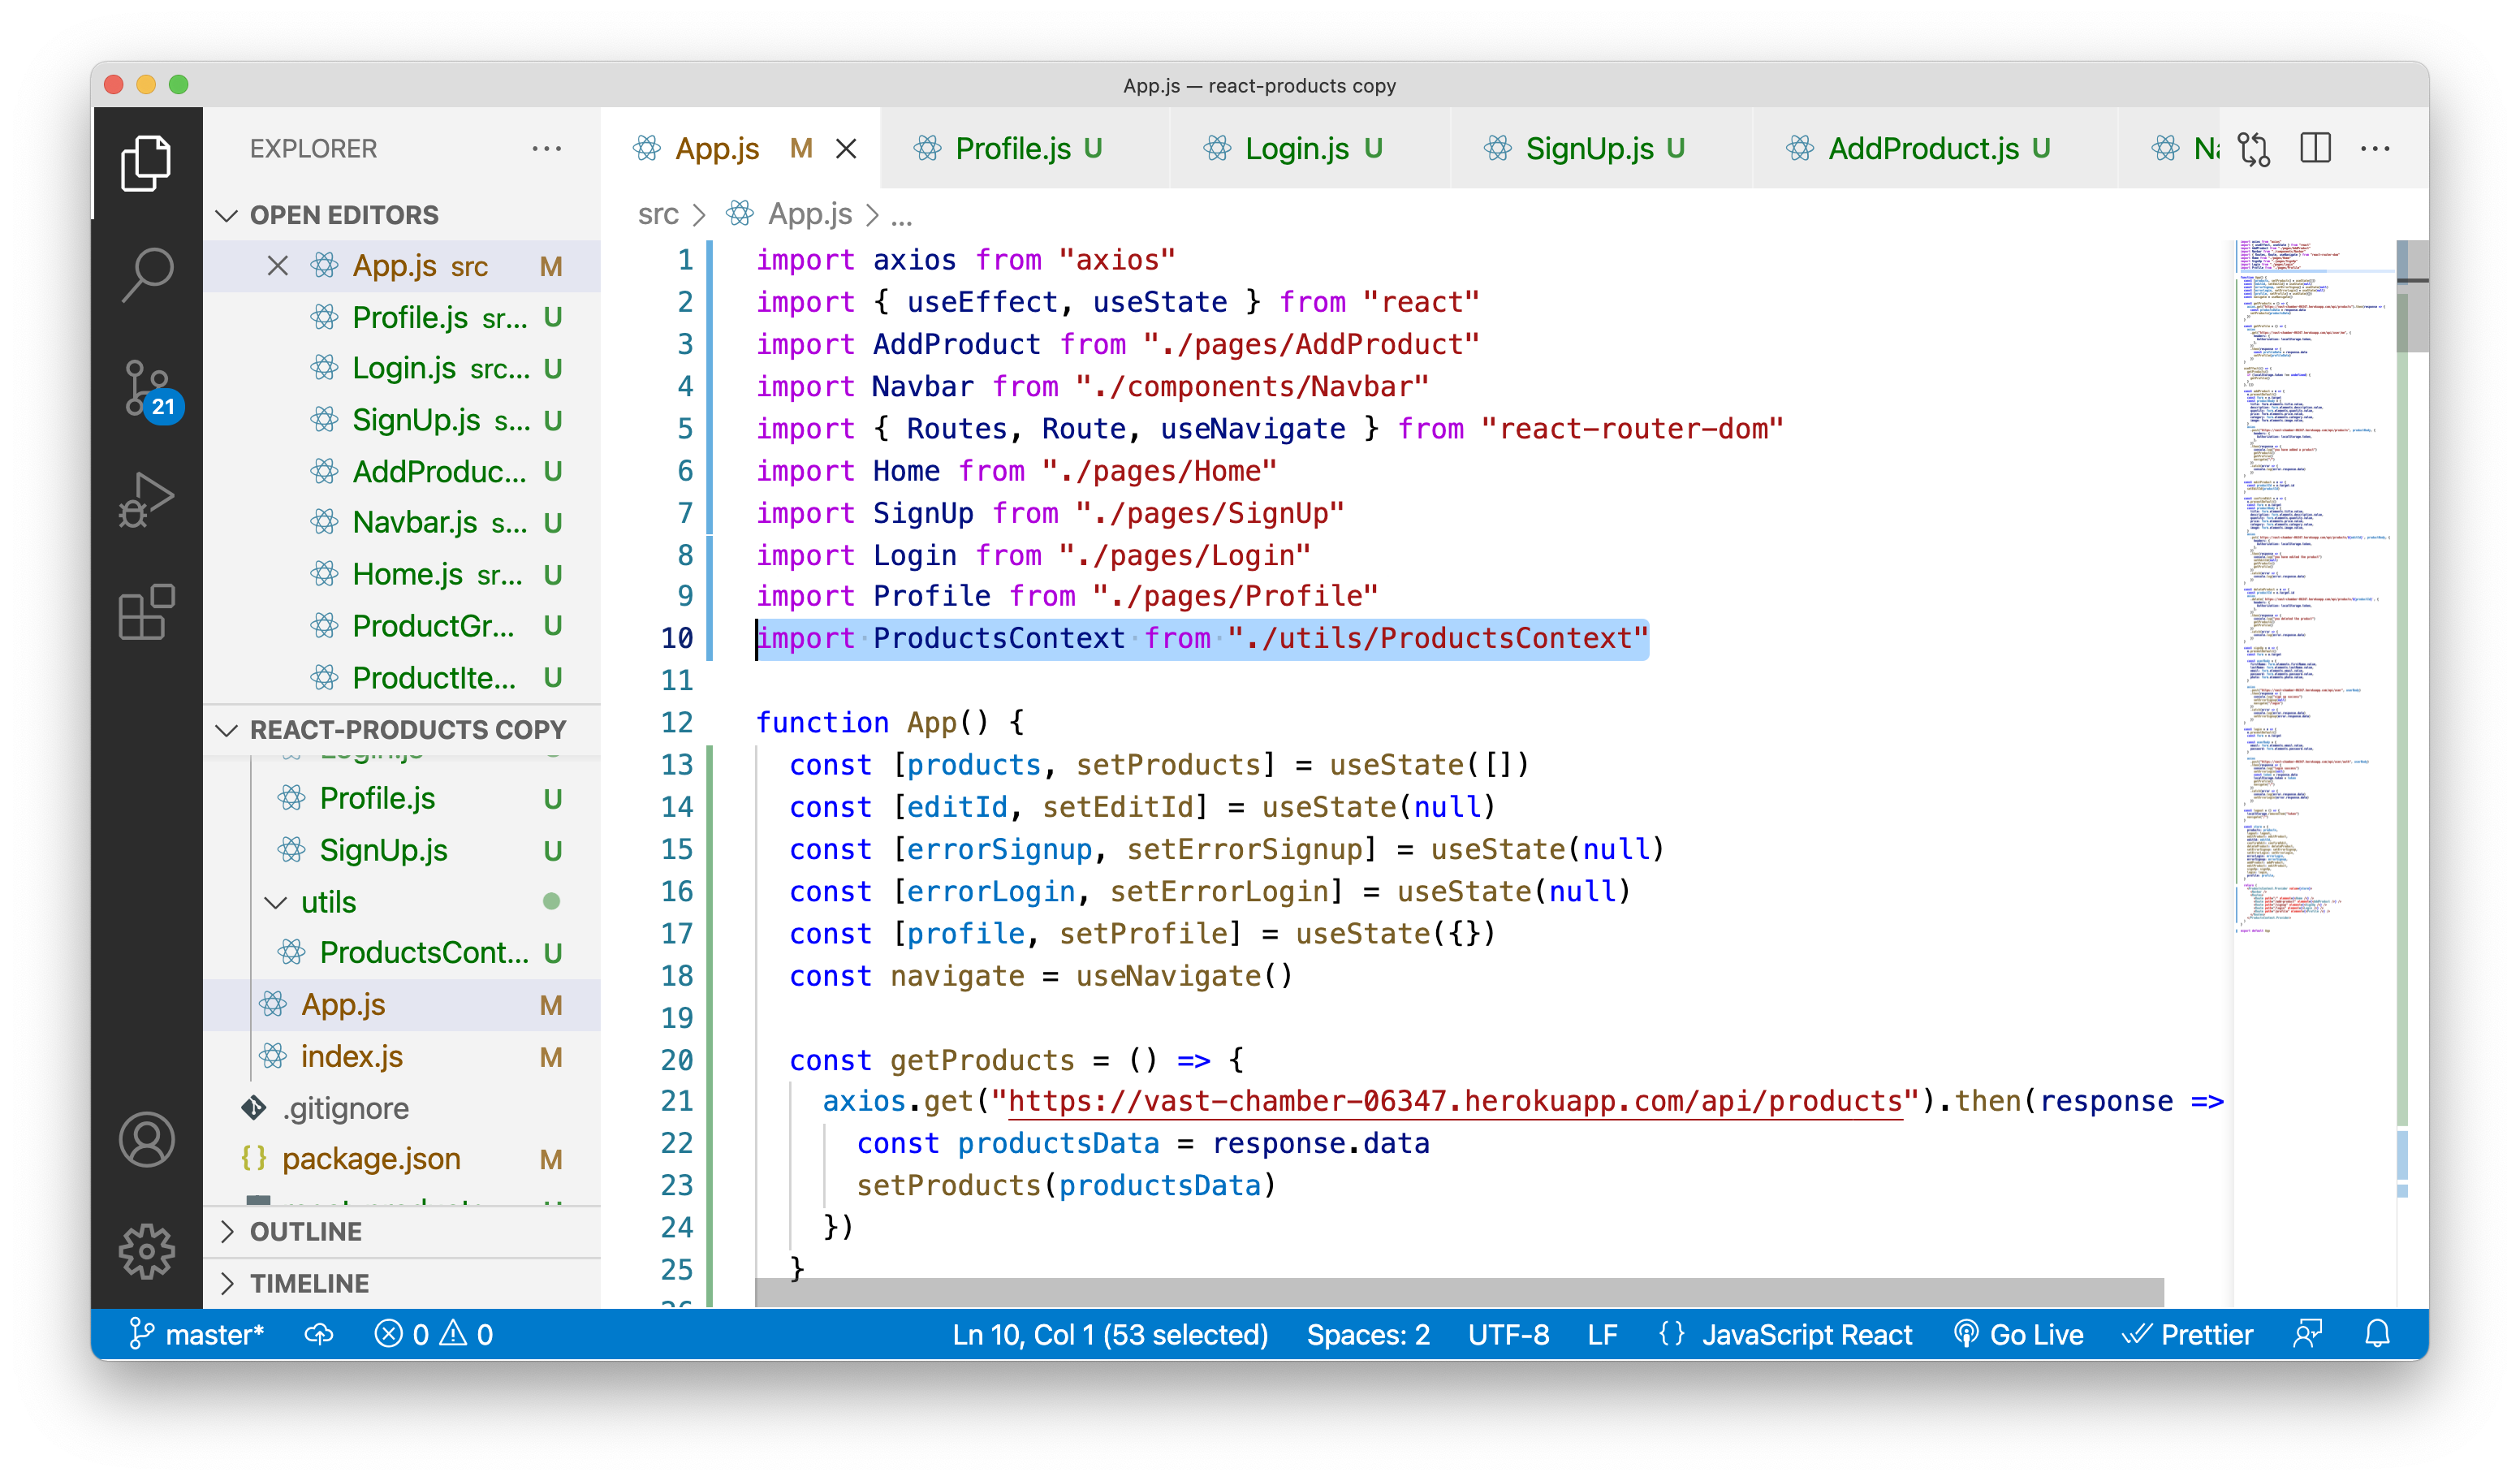 App.js — react-products copy
EXPLORER
OPEN EDITORS
App.js src M
Profile.js sr... U
Login.js src... U
SignUp.js s... U
AddProduc... U
Navbar.js s... U
Home.js sr... U
ProductGr... U
ProductIte... U
REACT-PRODUCTS COPY
Login.js
Profile.js U
SignUp.js U
utils
ProductsCont... U
App.js M
index.js M
.gitignore
package.json M
OUTLINE
TIMELINE
21
App.js M
Profile.js U
Login.js U
SignUp.js U
AddProduct.js U
src > App.js > ...
1 import axios from "axios"
2 import { useEffect, useState } from "react"
3 import AddProduct from "./pages/AddProduct"
4 import Navbar from "./components/Navbar"
5 import { Routes, Route, useNavigate } from "react-router-dom"
6 import Home from "./pages/Home"
7 import SignUp from "./pages/SignUp"
8 import Login from "./pages/Login"
9 import Profile from "./pages/Profile"
10 import ProductsContext from "./utils/ProductsContext"
11
12 function App() {
13 const [products, setProducts] = useState([])
14 const [editId, setEditId] = useState(null)
15 const [errorSignup, setErrorSignup] = useState(null)
16 const [errorLogin, setErrorLogin] = useState(null)
17 const [profile, setProfile] = useState({})
18 const navigate = useNavigate()
19
20 const getProducts = () => {
21 axios.get("https://vast-chamber-06347.herokuapp.com/api/products").then(response =>
22 const productsData = response.data
23 setProducts(productsData)
24 })
25 }
master* 0 0 Ln 10, Col 1 (53 selected) Spaces: 2 UTF-8 LF {} JavaScript React Go Live Prettier